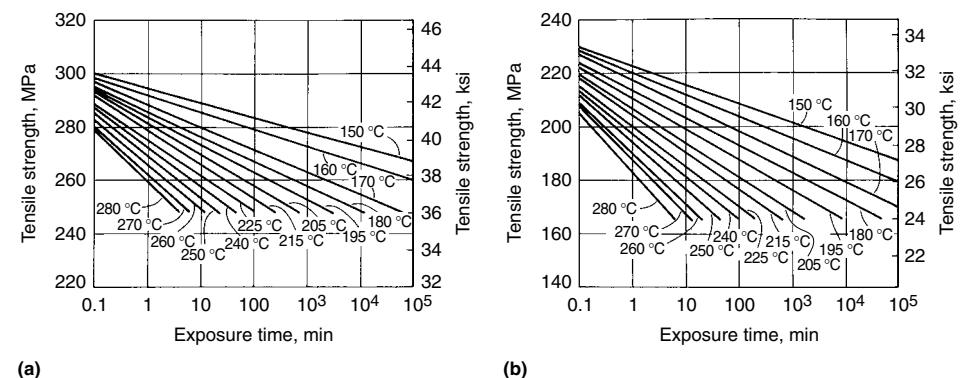 320
300
280
260
240
220
Tensile strength, MPa
150 °C
160 °C
170 °C
280 °C
270 °C
260 °C
250 °C
240 °C
225 °C
215 °C
205 °C
195 °C
180 °C
46
44
42
40
38
36
34
32
Tensile strength, ksi
0.1 1 10 100 10³ 10⁴ 10⁵
Exposure time, min
(a)
240
220
200
180
160
140
Tensile strength, MPa
150 °C
160 °C
170 °C
280 °C
270 °C
260 °C
250 °C
240 °C
225 °C
215 °C
205 °C
195 °C
180 °C
34
32
30
28
26
24
22
Tensile strength, ksi
0.1 1 10 100 10³ 10⁴ 10⁵
Exposure time, min
(b)